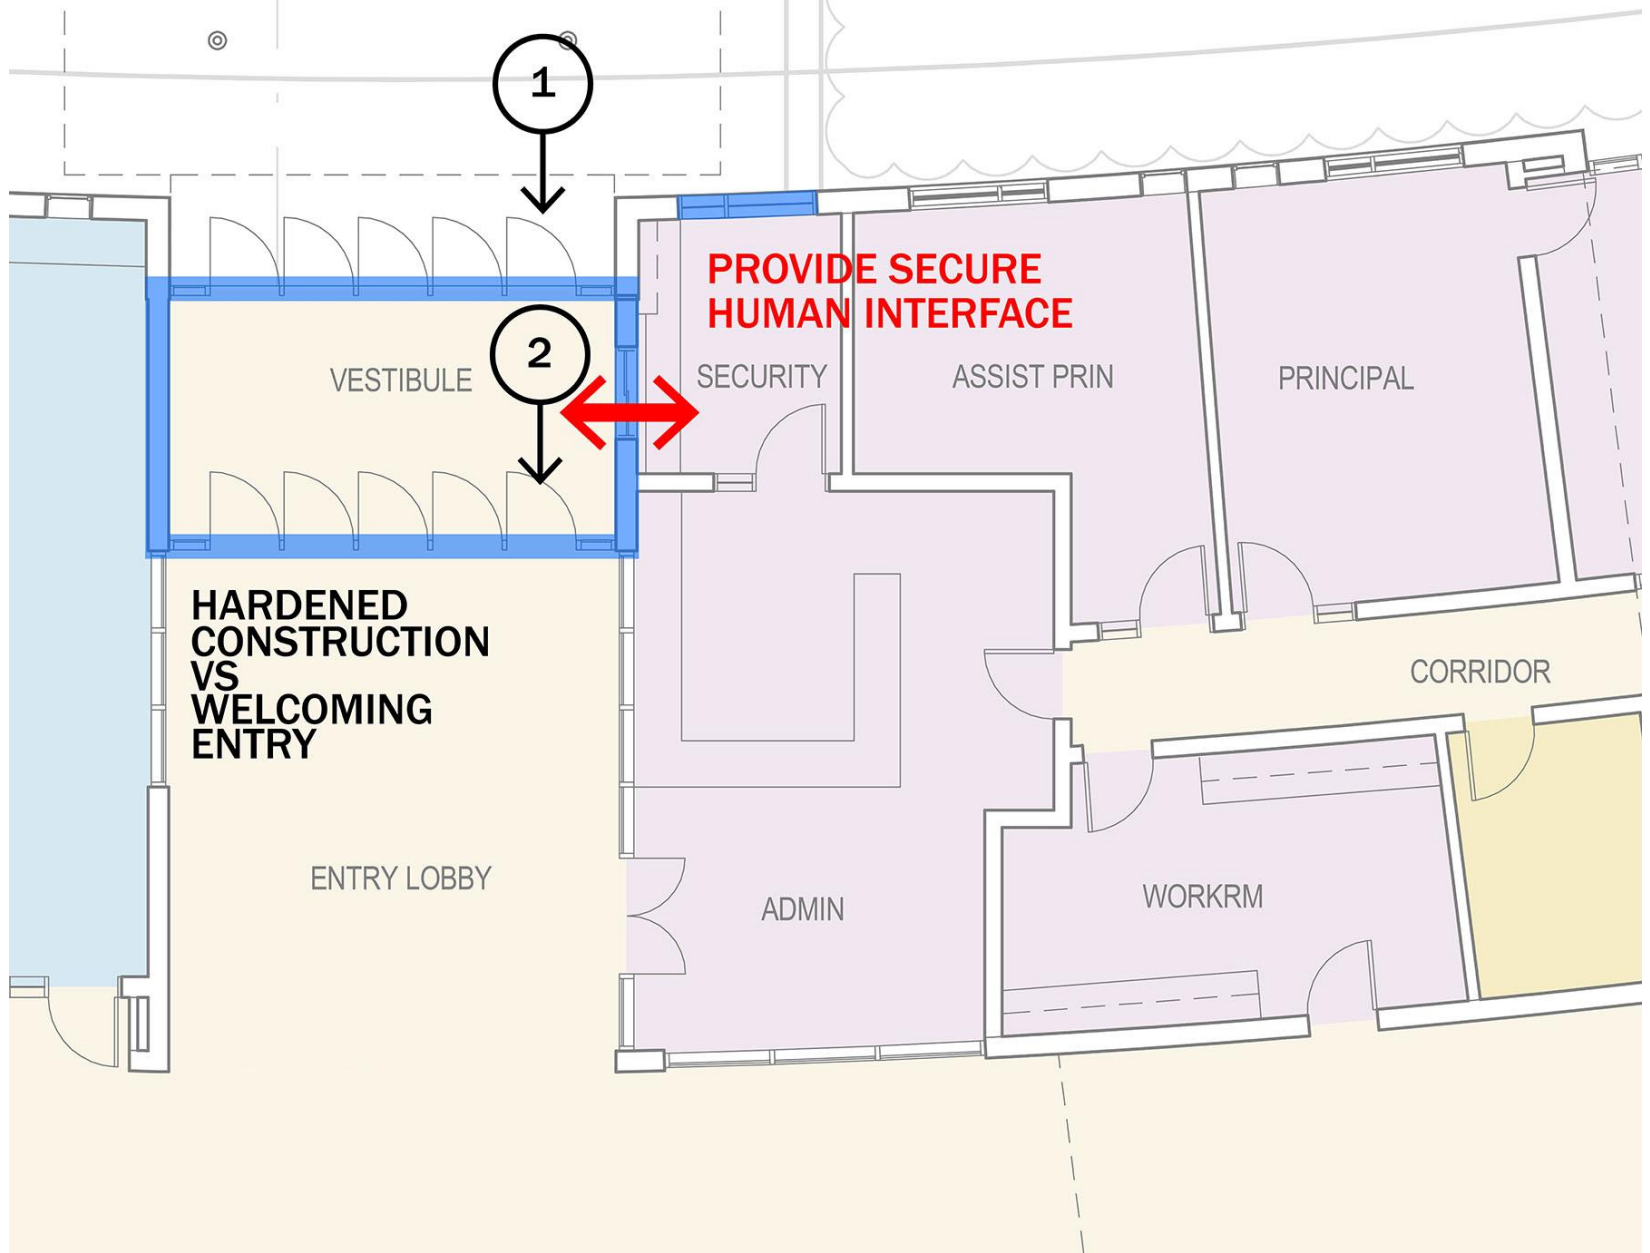 1
PROVIDE SECURE
HUMAN INTERFACE
2
VESTIBULE
SECURITY
ASSIST PRIN
PRINCIPAL
HARDENED
CONSTRUCTION
VS
WELCOMING
ENTRY
CORRIDOR
ENTRY LOBBY
ADMIN
WORKRM